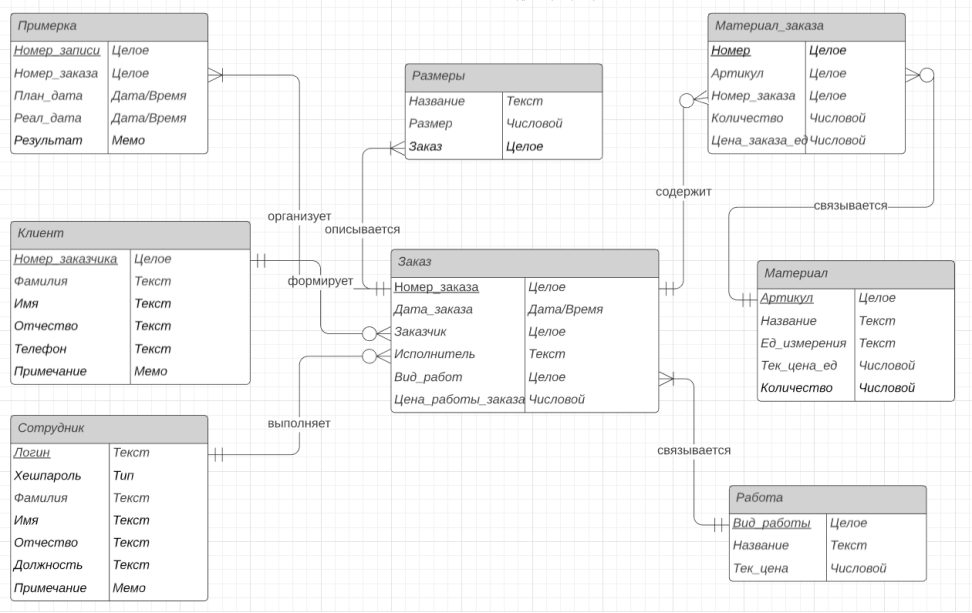 Примерка
Номер_записи Целое
Номер_заказа Целое
План_дата Дата/Время
Реал_дата Дата/Время
Результат Мемо
Размеры
Название Текст
Размер Числовой
Заказ Целое
Материал_заказа
Номер Целое
Артикул Целое
Номер_заказа Целое
Количество Числовой
Цена_заказа_ед Числовой
организует
описывается
содержит
связывается
Клиент
Номер_заказчика Целое
Фамилия Текст
Имя Текст
Отчество Текст
Телефон Текст
Примечание Мемо
формирует
Заказ
Номер_заказа Целое
Дата_заказа Дата/Время
Заказчик Целое
Исполнитель Текст
Вид_работ Целое
Цена_работы_заказа Числовой
Материал
Артикул Целое
Название Текст
Ед_измерения Текст
Тек_цена_ед Числовой
Количество Числовой
выполняет
связывается
Сотрудник
Логин Текст
Хешпароль Тип
Фамилия Текст
Имя Текст
Отчество Текст
Должность Текст
Примечание Мемо
Работа
Вид_работы Целое
Название Текст
Тек_цена Числовой